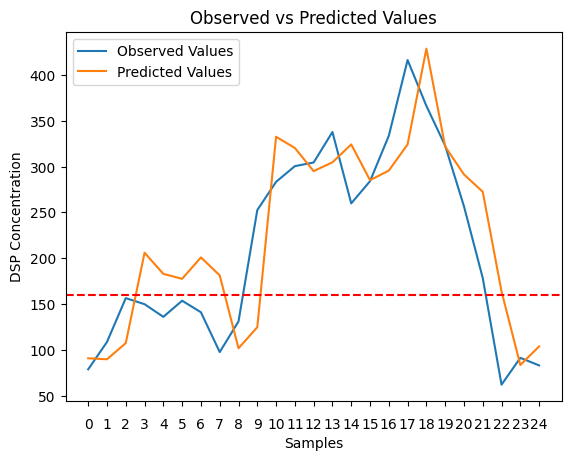 Observed vs Predicted Values
Observed Values
Predicted Values
DSP Concentration
400
350
300
250
200
150
100
50
0 1 2 3 4 5 6 7 8 9 10 11 12 13 14 15 16 17 18 19 20 21 22 23 24
Samples